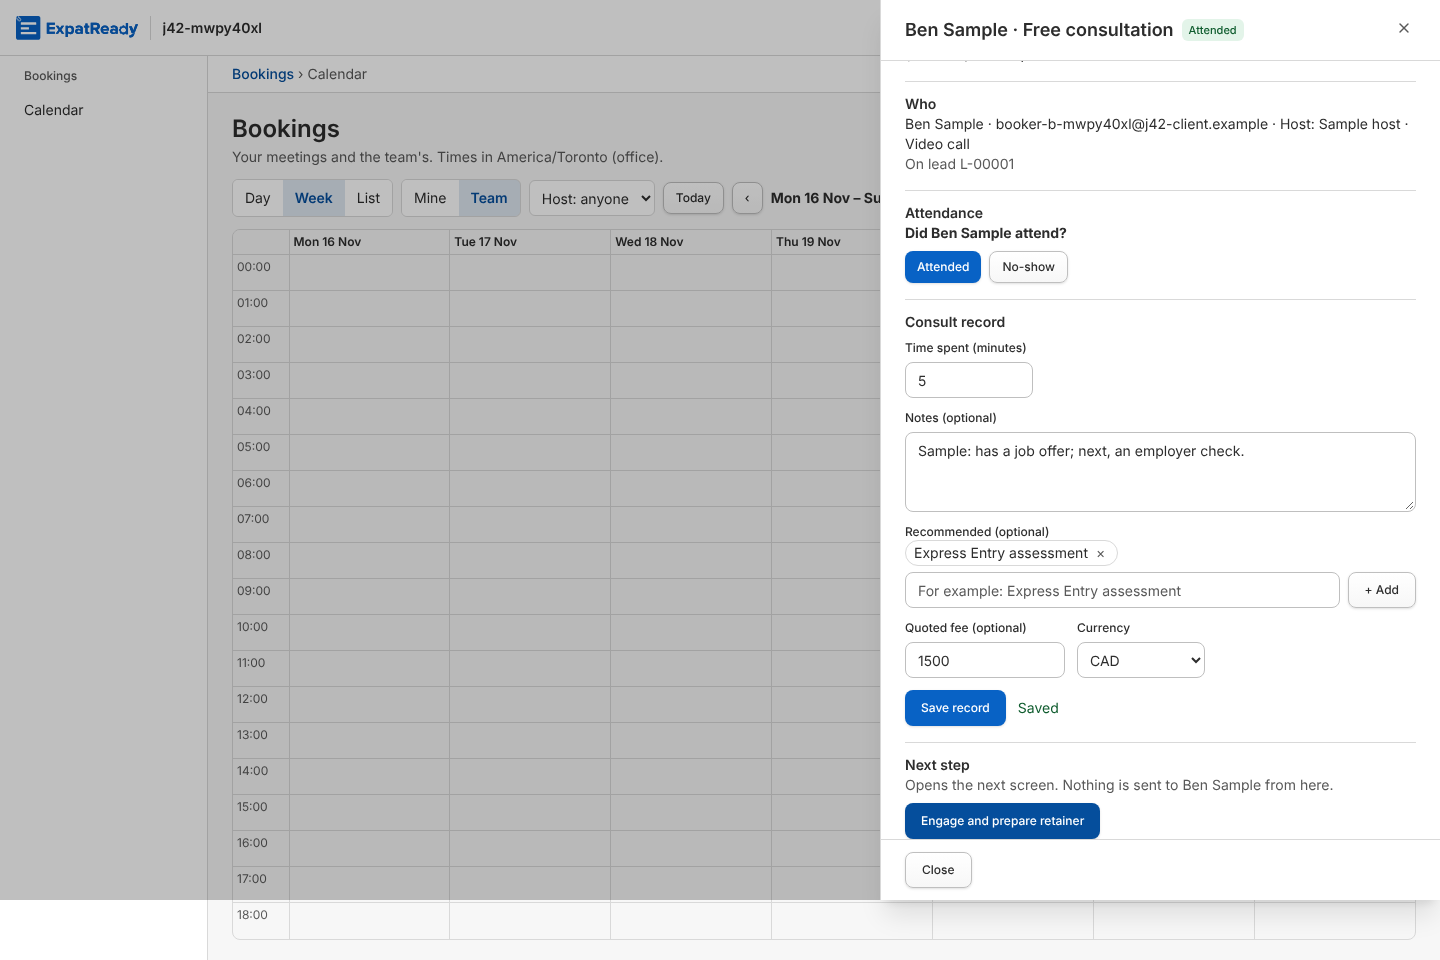 ExpatReady
j42-mwpy40xl
Bookings
Calendar
Bookings › Calendar
Bookings
Your meetings and the team's. Times in America/Toronto (office).
Day Week List Mine Team Host: anyone Today ‹ Mon 16 Nov – Su
Mon 16 Nov Tue 17 Nov Wed 18 Nov Thu 19 Nov
00:00
01:00
02:00
03:00
04:00
05:00
06:00
07:00
08:00
09:00
10:00
11:00
12:00
13:00
14:00
15:00
16:00
17:00
18:00
Ben Sample · Free consultation Attended ×
Who
Ben Sample · booker-b-mwpy40xl@j42-client.example · Host: Sample host ·
Video call
On lead L-00001
Attendance
Did Ben Sample attend?
Attended No-show
Consult record
Time spent (minutes)
5
Notes (optional)
Sample: has a job offer; next, an employer check.
Recommended (optional)
Express Entry assessment ×
For example: Express Entry assessment + Add
Quoted fee (optional) Currency
1500 CAD
Save record Saved
Next step
Opens the next screen. Nothing is sent to Ben Sample from here.
Engage and prepare retainer
Close